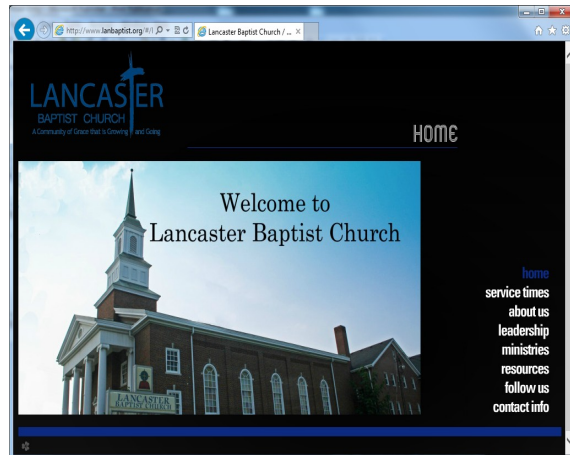 http://www.lanbaptist.org/#/l
Lancaster Baptist Church / ...
LANCASTER
BAPTIST CHURCH
A Community of Grace that is Growing and Going
HOME
Welcome to
Lancaster Baptist Church
LANCASTER
BAPTIST CHURCH
home
service times
about us
leadership
ministries
resources
follow us
contact info